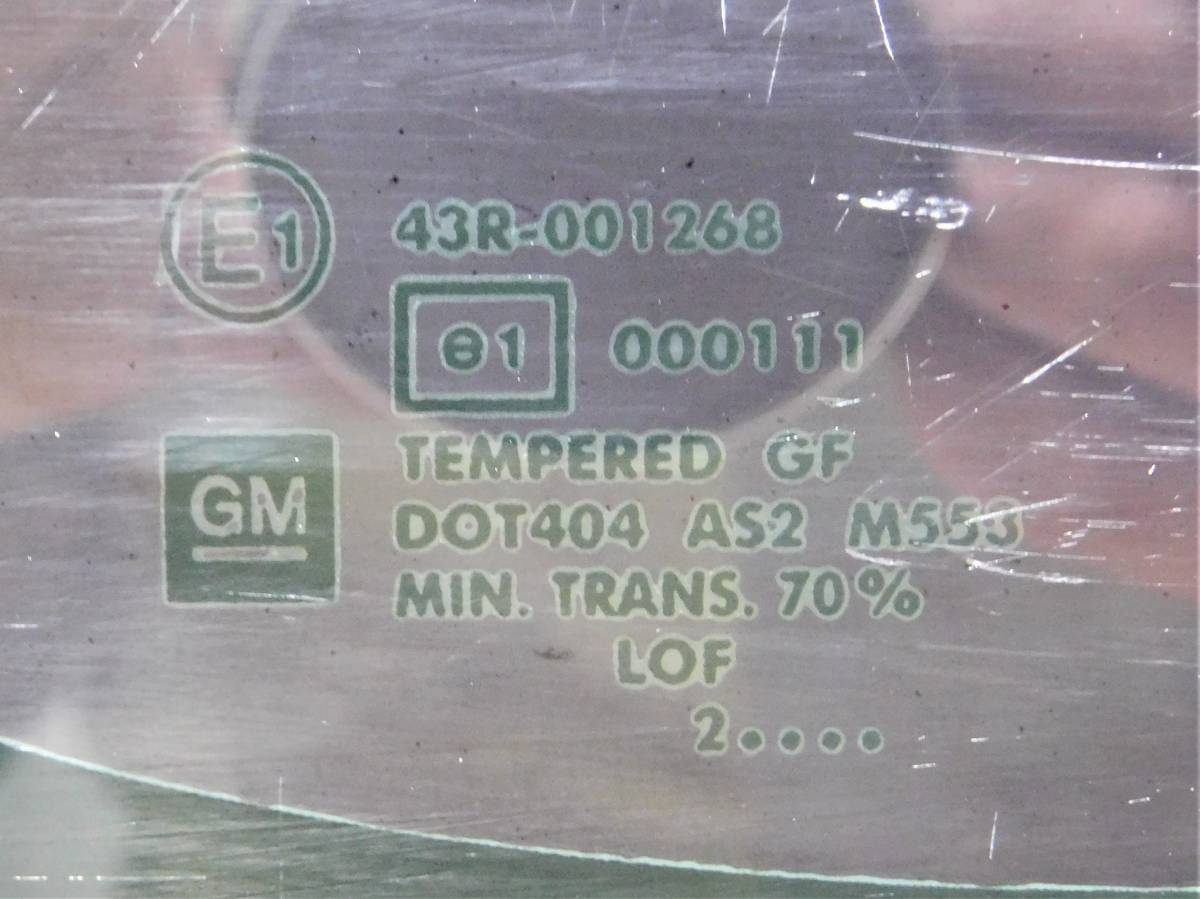 E1 43R-001268
e1 000111
GM TEMPERED GF
DOT404 AS2 M553
MIN. TRANS. 70%
LOF
2••••